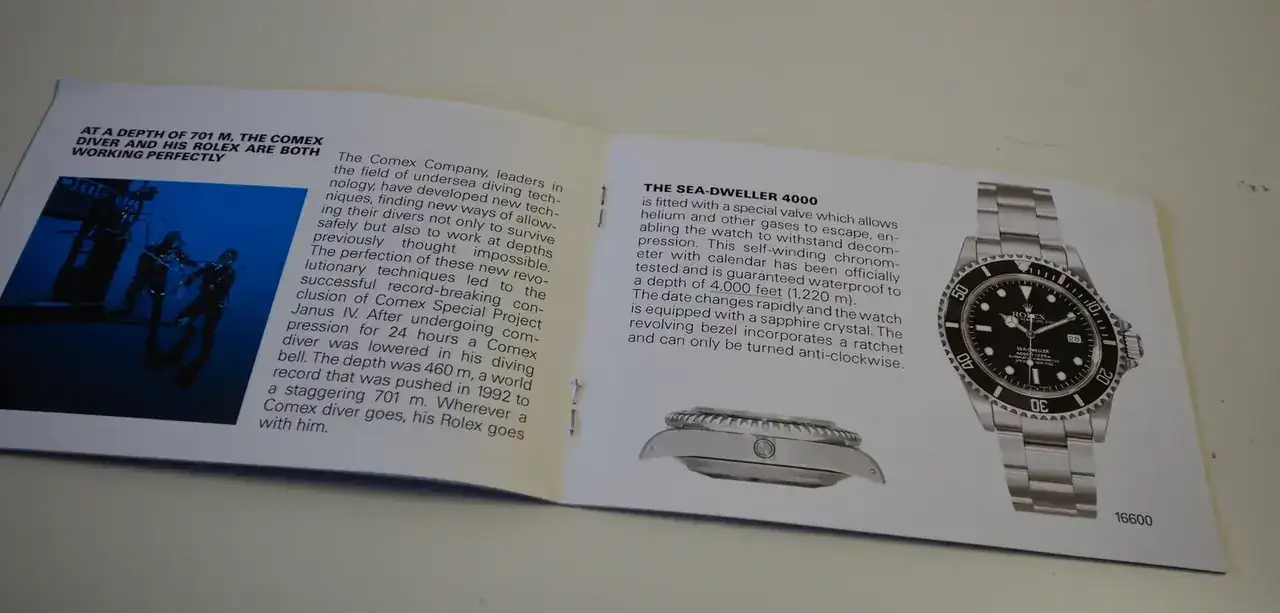 AT A DEPTH OF 701 M, THE COMEX
DIVER AND HIS ROLEX ARE BOTH
WORKING PERFECTLY
The Comex Company, leaders in
the field of undersea diving tech-
nology, have developed new tech-
niques, finding new ways of allow-
ing their divers not only to survive
safely but also to work at depths
previously thought impossible.
The perfection of these new revo-
lutionary techniques led to the
successful record-breaking con-
clusion of Comex Special Project
Janus IV. After undergoing com-
pression for 24 hours a Comex
diver was lowered in his diving
bell. The depth was 460 m, a world
record that was pushed in 1992 to
a staggering 701 m. Wherever a
Comex diver goes, his Rolex goes
with him.
THE SEA-DWELLER 4000
is fitted with a special valve which allows
helium and other gases to escape, en-
abling the watch to withstand decom-
pression. This self-winding chronom-
eter with calendar has been officially
tested and is guaranteed waterproof to
a depth of 4,000 feet (1,220 m).
The date changes rapidly and the watch
is equipped with a sapphire crystal. The
revolving bezel incorporates a ratchet
and can only be turned anti-clockwise.
10
20
30
40
50
ROLEX
28
SEA-DWELLER
16600